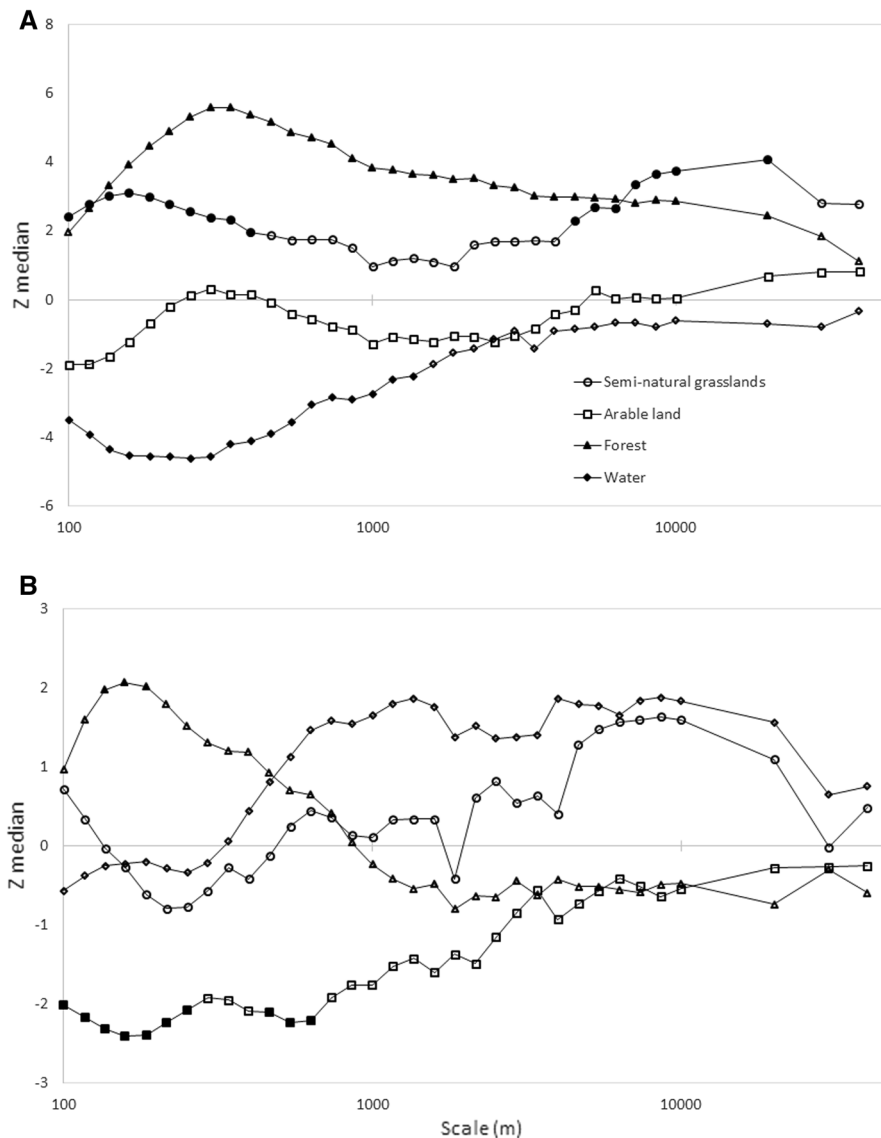 A
8
6
4
2
0
-2
-4
-6
Z median
100
1000
10000
Semi-natural grasslands
Arable land
Forest
Water
B
3
2
1
0
-1
-2
-3
Z median
100
1000
10000
Scale (m)